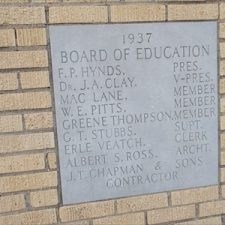 1937
BOARD OF EDUCATION
F. P. HYNDS. PRES.
DR. J. A. CLAY. V-PRES.
MAC LANE. MEMBER
W. E. PITTS. MEMBER
GREENE THOMPSON. MEMBER
G. T. STUBBS. SUPT.
ERLE VEATCH. CLERK
ALBERT S. ROSS. ARCHT.
J. T. CHAPMAN & SONS
CONTRACTOR